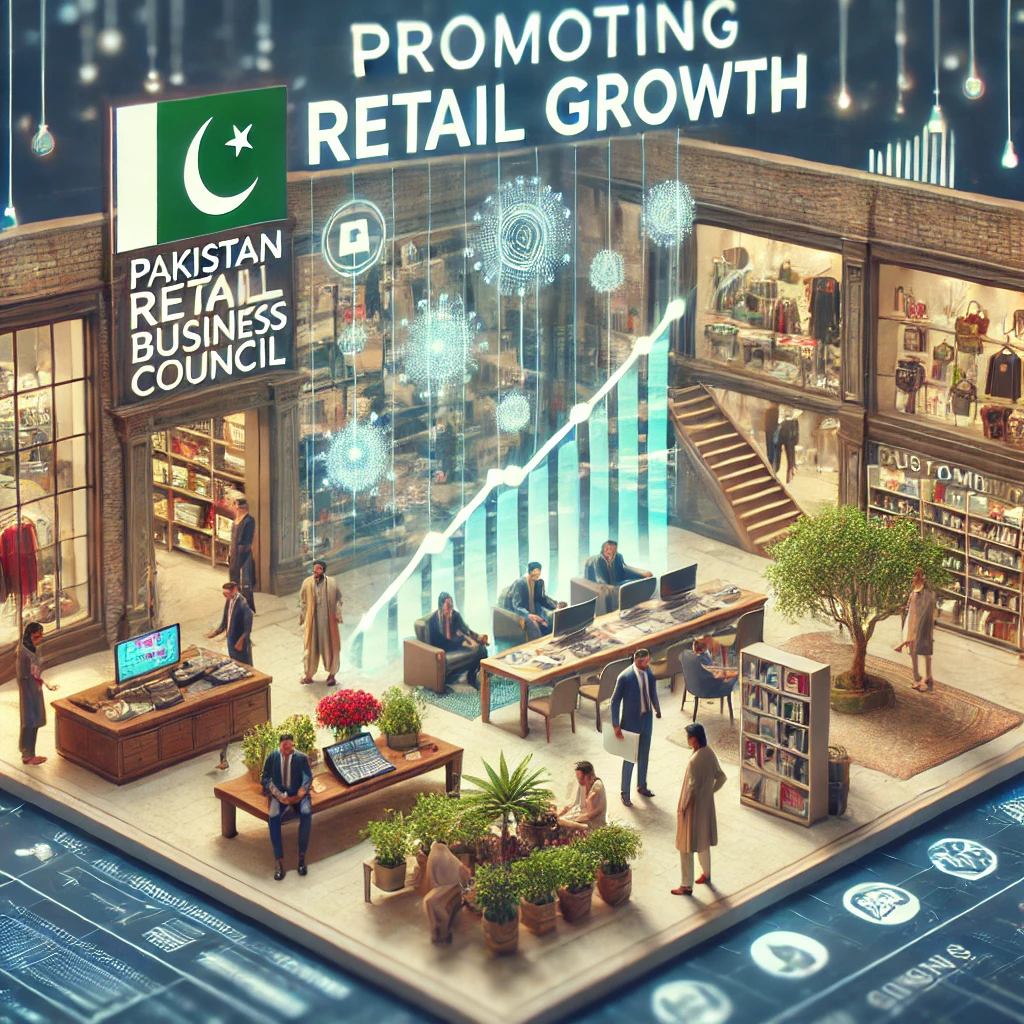 PROMOTING
RETAIL GROWTH
PAKISTAN
RETAIL
BUSINESS
COUNCIL